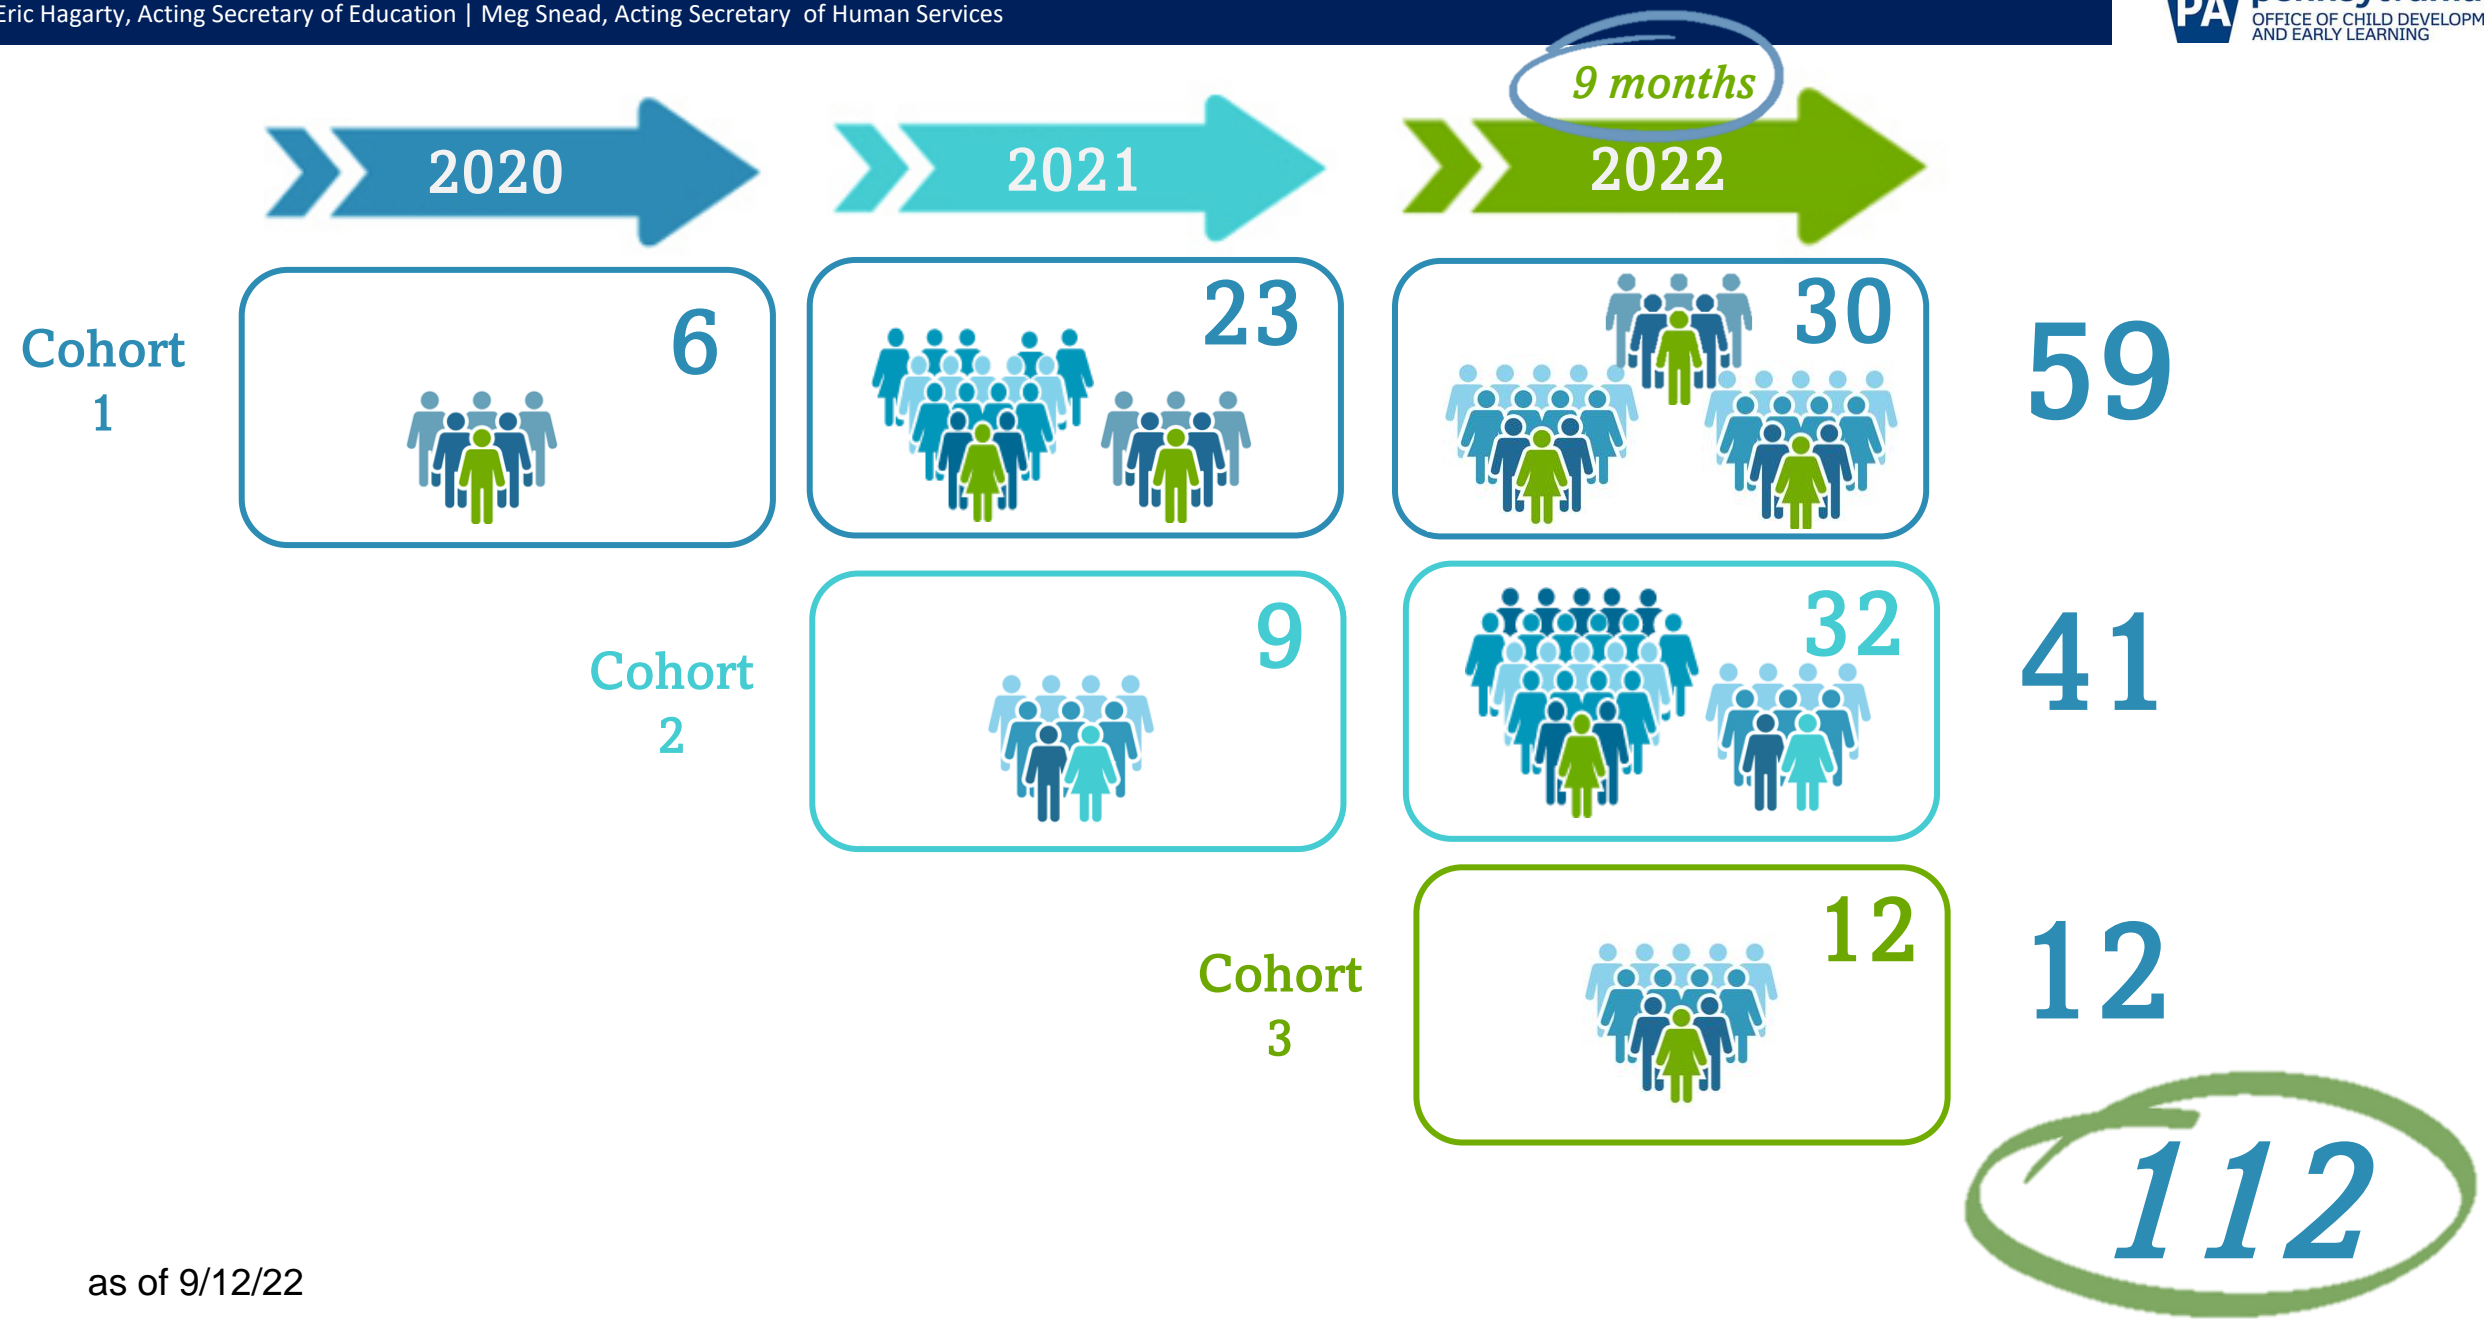 Eric Hagarty, Acting Secretary of Education | Meg Snead, Acting Secretary of Human Services
PA
OFFICE OF CHILD DEVELOPM
AND EARLY LEARNING
9 months
2020
2021
2022
Cohort
1
6
23
30
59
Cohort
2
9
32
41
Cohort
3
12
12
112
as of 9/12/22